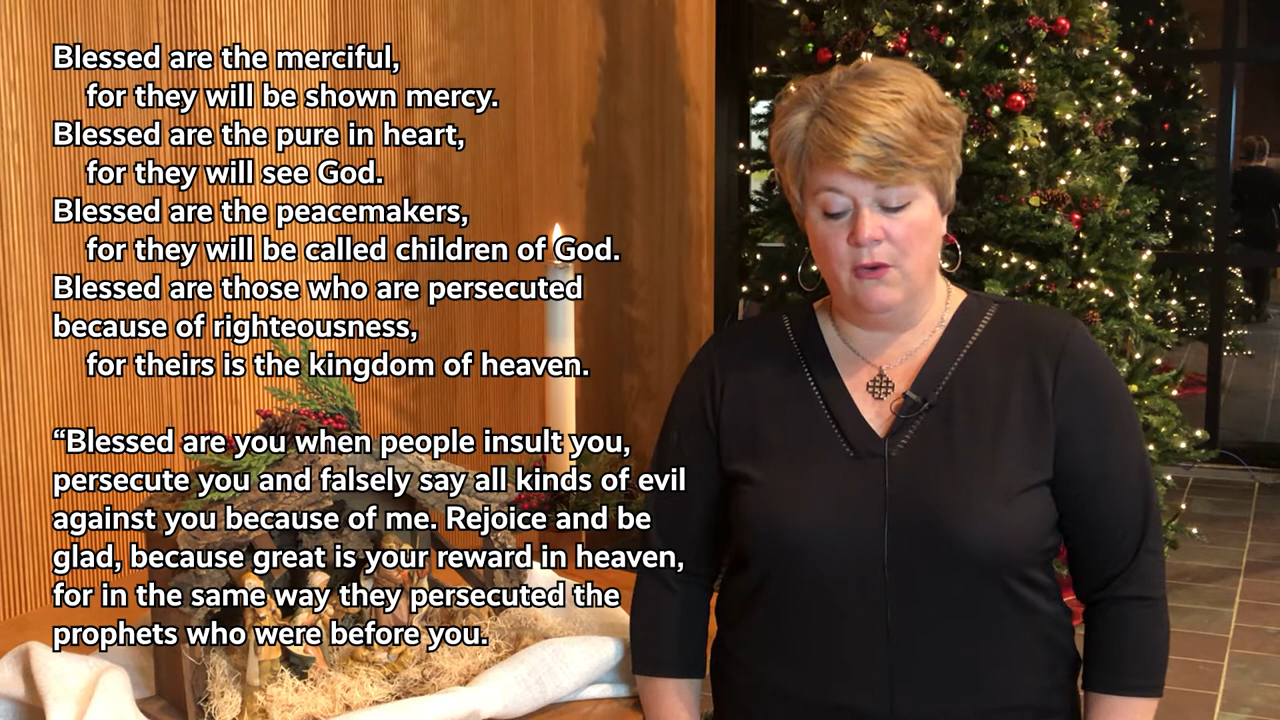 Blessed are the merciful,
for they will be shown mercy.
Blessed are the pure in heart,
for they will see God.
Blessed are the peacemakers,
for they will be called children of God.
Blessed are those who are persecuted
because of righteousness,
for theirs is the kingdom of heaven.
“Blessed are you when people insult you,
persecute you and falsely say all kinds of evil
against you because of me. Rejoice and be
glad, because great is your reward in heaven,
for in the same way they persecuted the
prophets who were before you.